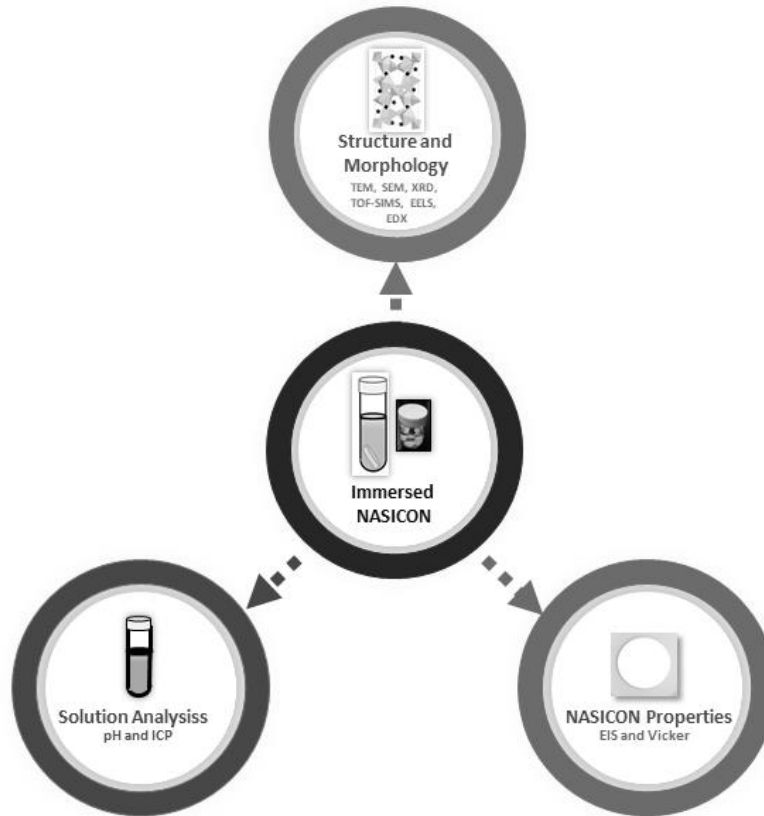 Structure and
Morphology
TEM, SEM, XRD,
TOF-SIMS, EELS,
EDX
Immersed
NASICON
Solution Analysiss
pH and ICP
NASICON Properties
EIS and Vicker